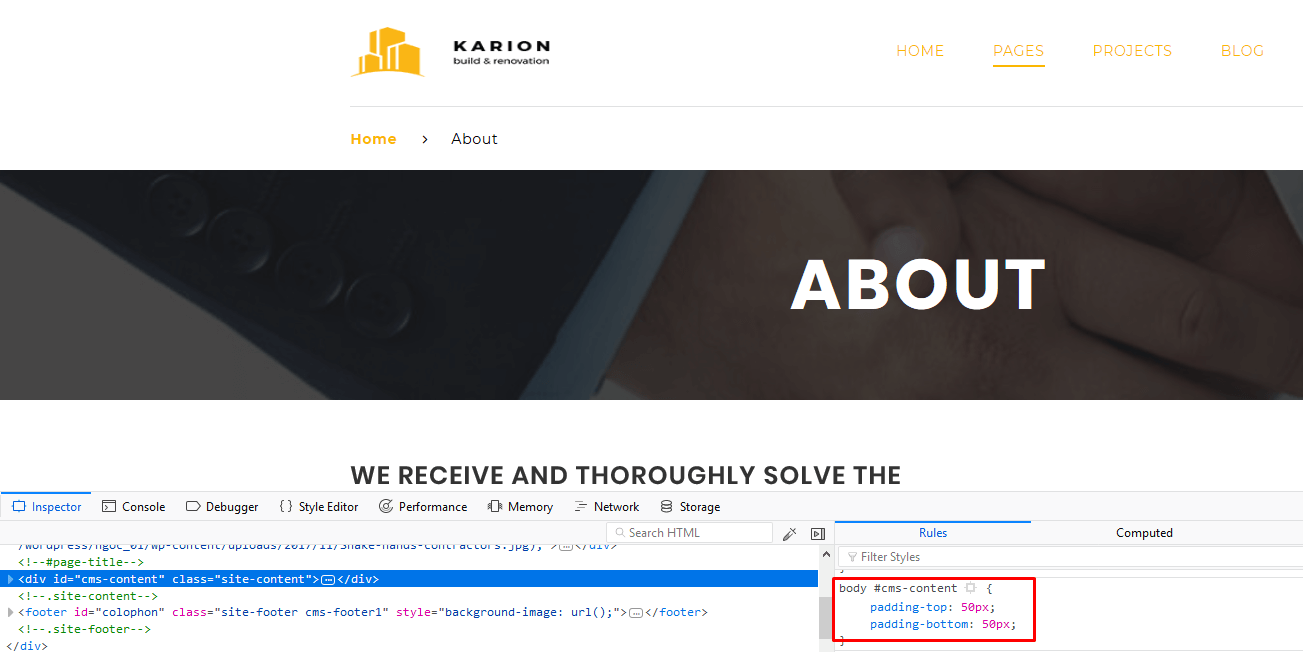 KARION
build & renovation
HOME PAGES PROJECTS BLOG
Home > About
ABOUT
WE RECEIVE AND THOROUGHLY SOLVE THE
Inspector Console Debugger { } Style Editor Performance Memory Network Storage
Search HTML
Rules Computed
Filter Styles
/wordpress/ngoc_01/wp-content/uploads/2017/11/Shake-hands-contractors.jpg);">…</div>
<!--#page-title-->
<div id="cms-content" class="site-content">…</div>
<!--.site-content-->
<footer id="colophon" class="site-footer cms-footer1" style="background-image: url();">…</footer>
<!--.site-footer-->
</div>
}
body #cms-content {
padding-top: 50px;
padding-bottom: 50px;
}